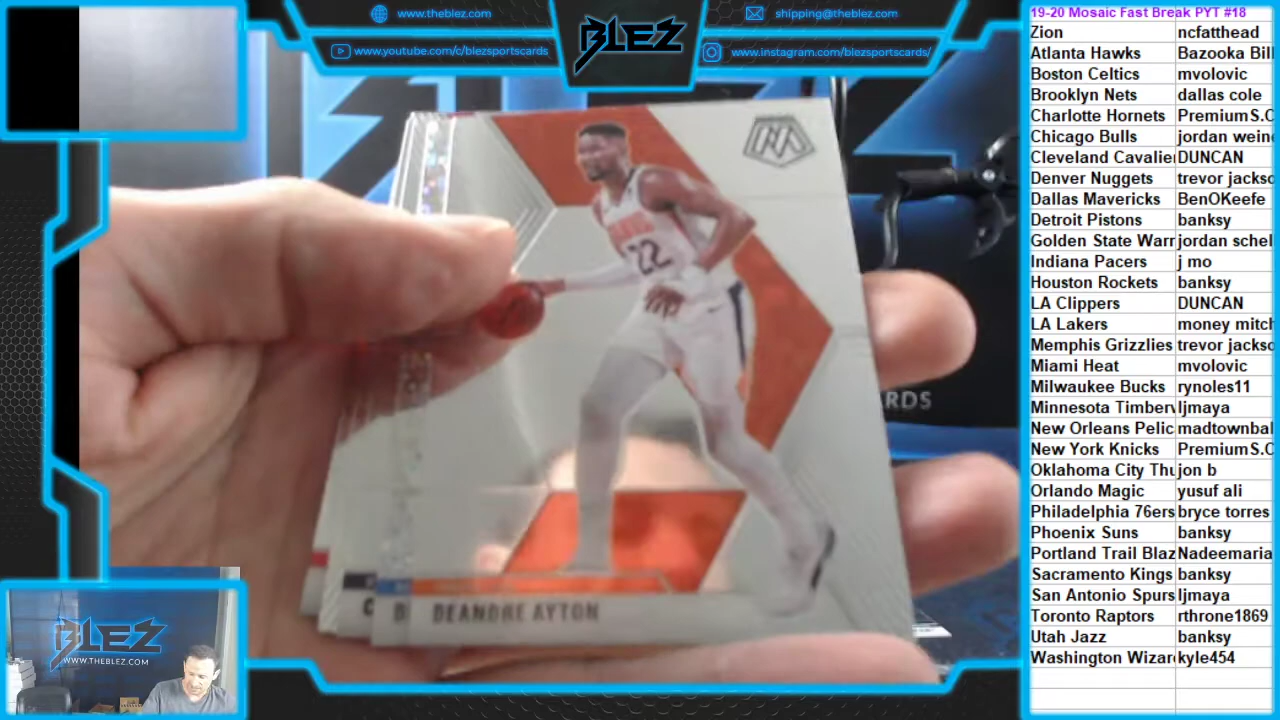 www.theblez.com
shipping@theblez.com
www.youtube.com/c/blezsportscards
BLEZ
www.instagram.com/blezsportscards/
19-20 Mosaic Fast Break PYT #18
Zion ncfatthead
Atlanta Hawks Bazooka Bill
Boston Celtics mvolovic
Brooklyn Nets dallas cole
Charlotte Hornets PremiumS.C
Chicago Bulls jordan wein
Cleveland Cavalie DUNCAN
Denver Nuggets trevor jackso
Dallas Mavericks BenOKeefe
Detroit Pistons banksy
Golden State Warr jordan schel
Indiana Pacers j mo
Houston Rockets banksy
LA Clippers DUNCAN
LA Lakers money mitch
Memphis Grizzlies trevor jackso
Miami Heat mvolovic
Milwaukee Bucks rynoles11
Minnesota Timberv ljmaya
New Orleans Pelic madtownbal
New York Knicks PremiumS.C
Oklahoma City Thu jon b
Orlando Magic yusuf ali
Philadelphia 76ers bryce torres
Phoenix Suns banksy
Portland Trail Blaz Nadeemaria
Sacramento Kings banksy
San Antonio Spurs ljmaya
Toronto Raptors rthrone1869
Utah Jazz banksy
Washington Wizar kyle454
22
ARDS
C B DEANDRE AYTON
BLEZ
WWW.THEBLEZ.COM